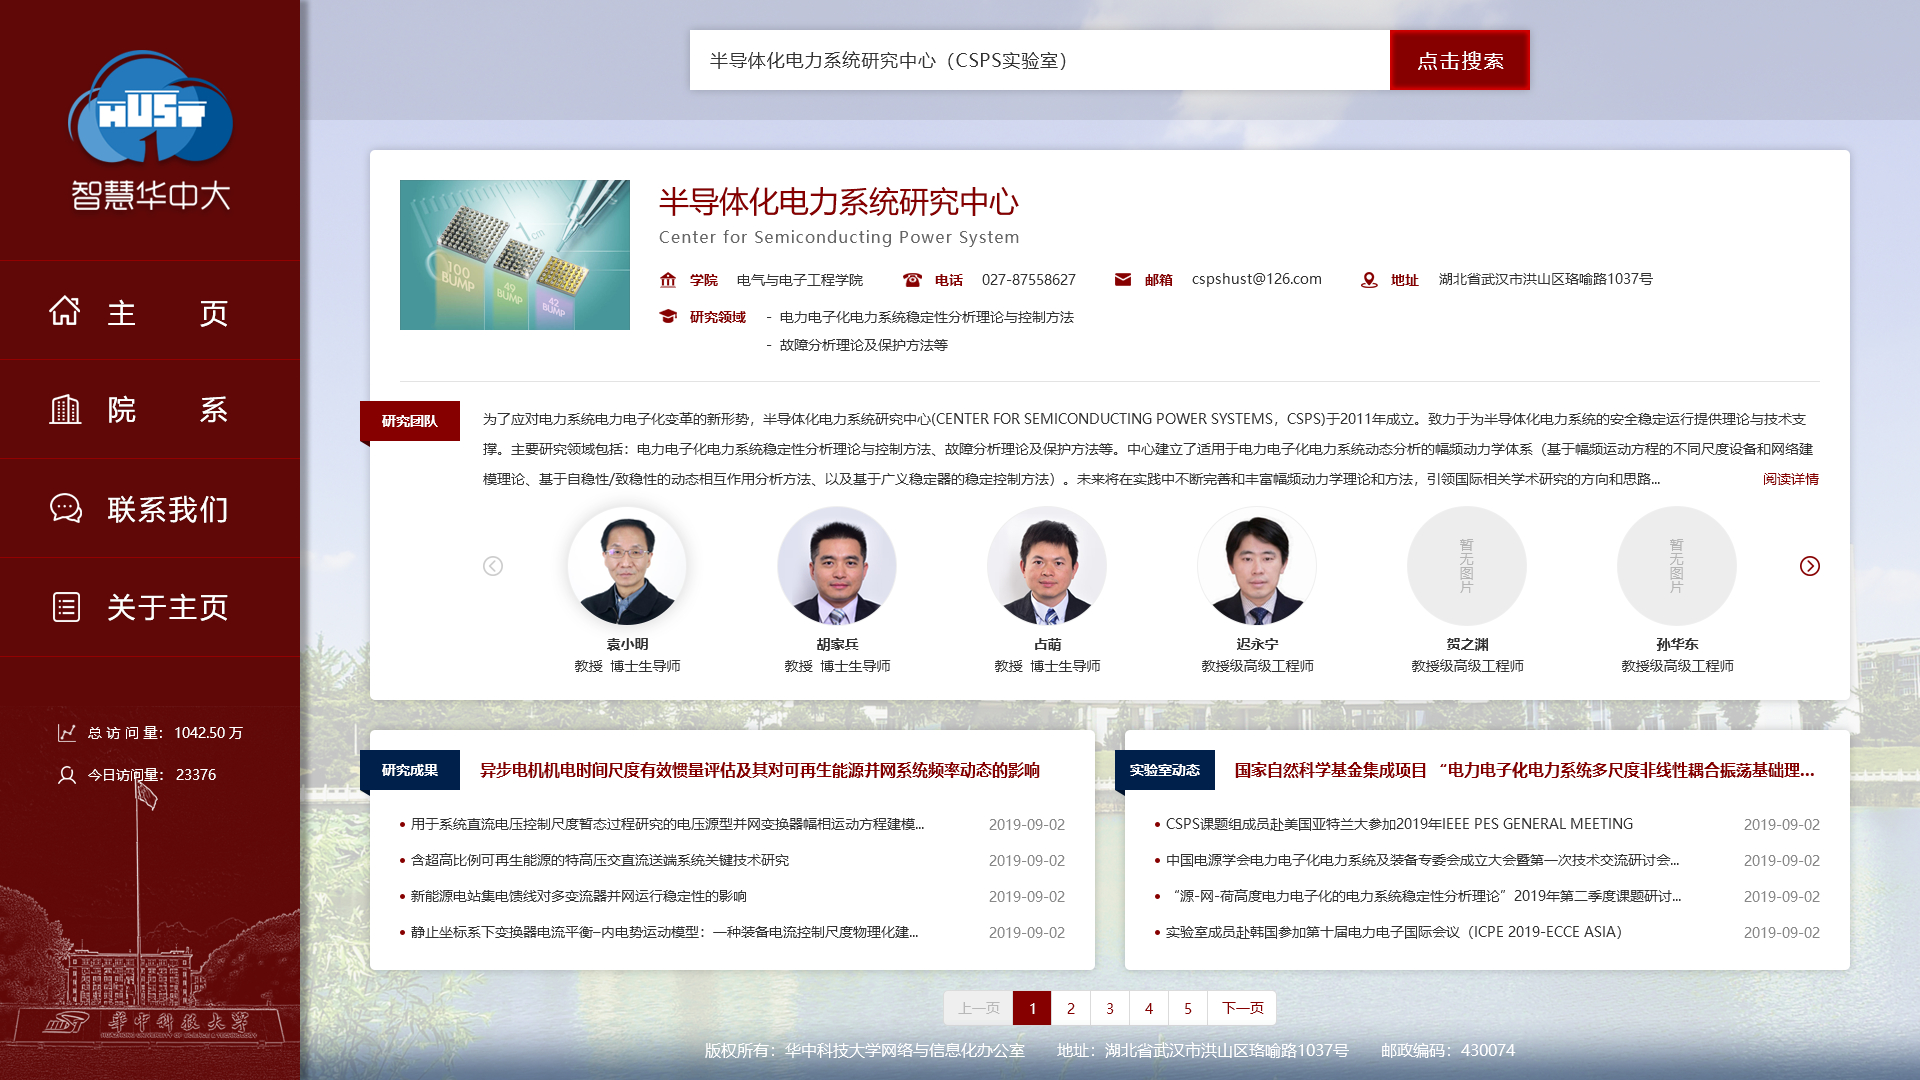 HUST
智慧华中大
主 页
院 系
联系我们
关于主页
总 访 问 量： 1042.50 万
今日访问量： 23376
华中科技大学
半导体化电力系统研究中心（CSPS实验室）
点击搜索
1cm
100
BUMP
49
BUMP
42
BUMP
半导体化电力系统研究中心
Center for Semiconducting Power System
学院 电气与电子工程学院 电话 027-87558627 邮箱 cspshust@126.com 地址 湖北省武汉市洪山区珞喻路1037号
研究领域 - 电力电子化电力系统稳定性分析理论与控制方法
- 故障分析理论及保护方法等
研究团队
为了应对电力系统电力电子化变革的新形势，半导体化电力系统研究中心(CENTER FOR SEMICONDUCTING POWER SYSTEMS，CSPS)于2011年成立。致力于为半导体化电力系统的安全稳定运行提供理论与技术支
撑。主要研究领域包括：电力电子化电力系统稳定性分析理论与控制方法、故障分析理论及保护方法等。中心建立了适用于电力电子化电力系统动态分析的幅频动力学体系（基于幅频运动方程的不同尺度设备和网络建
模理论、基于自稳性/致稳性的动态相互作用分析方法、以及基于广义稳定器的稳定控制方法）。未来将在实践中不断完善和丰富幅频动力学理论和方法，引领国际相关学术研究的方向和思路... 阅读详情
暂无图片 暂无图片
袁小明 胡家兵 占萌 迟永宁 贺之渊 孙华东
教授 博士生导师 教授 博士生导师 教授 博士生导师 教授级高级工程师 教授级高级工程师 教授级高级工程师
研究成果 异步电机机电时间尺度有效惯量评估及其对可再生能源并网系统频率动态的影响
用于系统直流电压控制尺度暂态过程研究的电压源型并网变换器幅相运动方程建模... 2019-09-02
含超高比例可再生能源的特高压交直流送端系统关键技术研究 2019-09-02
新能源电站集电馈线对多变流器并网运行稳定性的影响 2019-09-02
静止坐标系下变换器电流平衡–内电势运动模型：一种装备电流控制尺度物理化建... 2019-09-02
实验室动态 国家自然科学基金集成项目 “电力电子化电力系统多尺度非线性耦合振荡基础理...
CSPS课题组成员赴美国亚特兰大参加2019年IEEE PES GENERAL MEETING 2019-09-02
中国电源学会电力电子化电力系统及装备专委会成立大会暨第一次技术交流研讨会... 2019-09-02
“源-网-荷高度电力电子化的电力系统稳定性分析理论”2019年第二季度课题研讨... 2019-09-02
实验室成员赴韩国参加第十届电力电子国际会议（ICPE 2019-ECCE ASIA） 2019-09-02
上一页 1 2 3 4 5 下一页
版权所有：华中科技大学网络与信息化办公室 地址：湖北省武汉市洪山区珞喻路1037号 邮政编码：430074